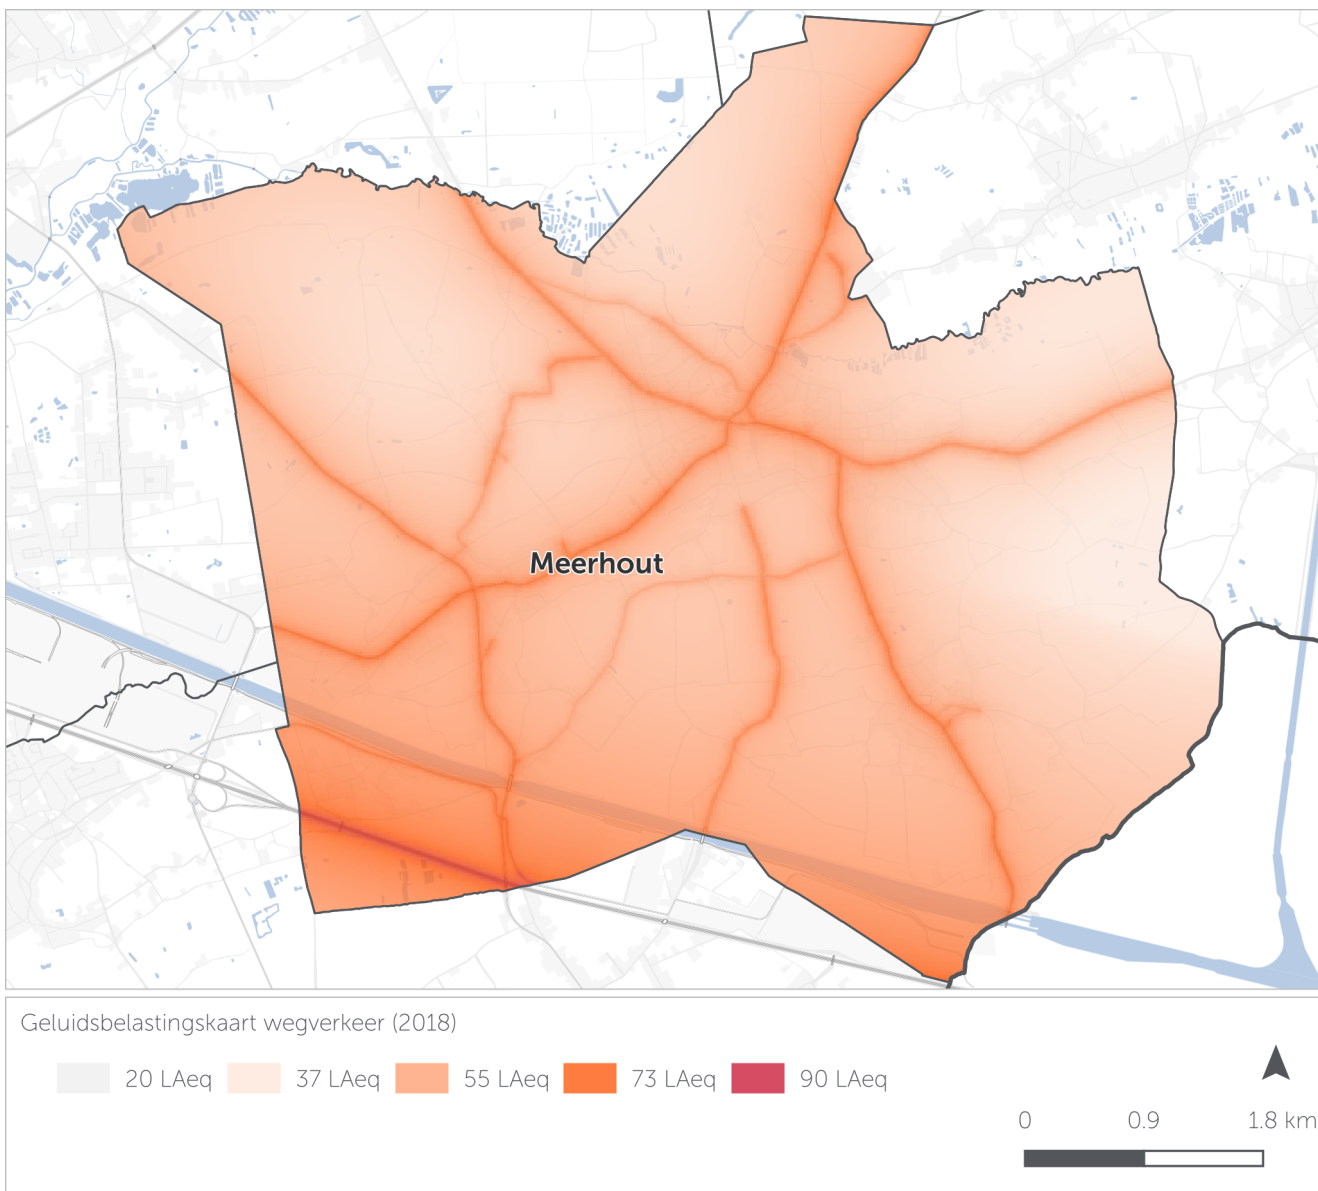 Meerhout
Geluidsbelastingskaart wegverkeer (2018)
20 LAeq 37 LAeq 55 LAeq 73 LAeq 90 LAeq
0 0.9 1.8 km